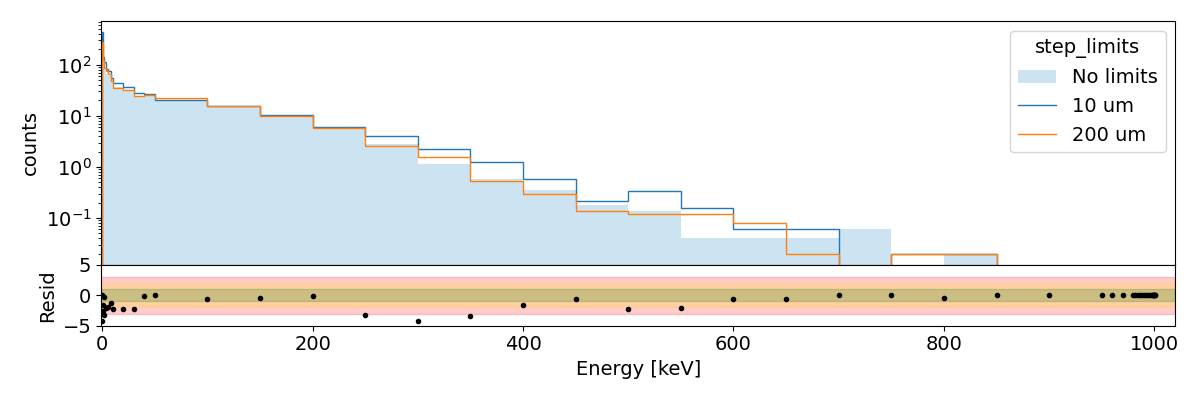 step_limits
No limits
10 um
200 um
counts
10²
10¹
10⁰
10⁻¹
Resid
5
0
−5
0 200 400 600 800 1000
Energy [keV]